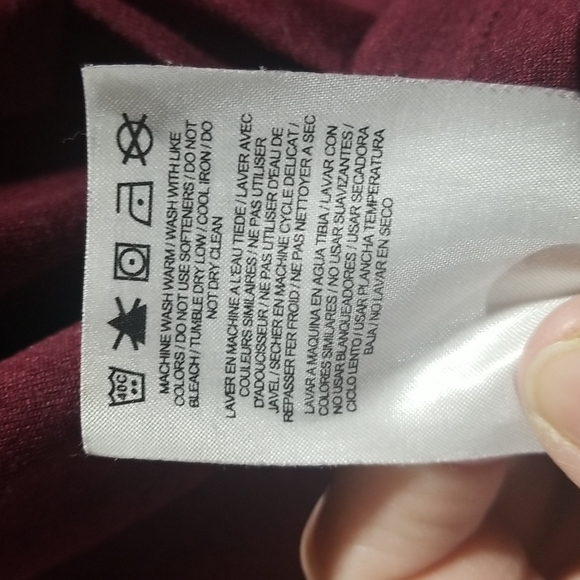 40C
MACHINE WASH WARM / WASH WITH LIKE
COLORS / DO NOT USE SOFTENERS / DO NOT
BLEACH / TUMBLE DRY LOW / COOL IRON / DO
NOT DRY CLEAN
LAVER EN MACHINE A L'EAU TIEDE / LAVER AVEC
COULEURS SIMILAIRES / NE PAS UTILISER
D'ADOUCISSEUR / NE PAS UTILISER D'EAU DE
JAVEL / SECHER EN MACHINE CYCLE DELICAT /
REPASSER FER FROID / NE PAS NETTOYER A SEC
LAVAR A MAQUINA EN AGUA TIBIA / LAVAR CON
COLORES SIMILARES / NO USAR SUAVIZANTES /
NO USAR BLANQUEADORES / USAR SECADORA
CICLO LENTO / USAR PLANCHA TEMPERATURA
BAJA / NO LAVAR EN SECO